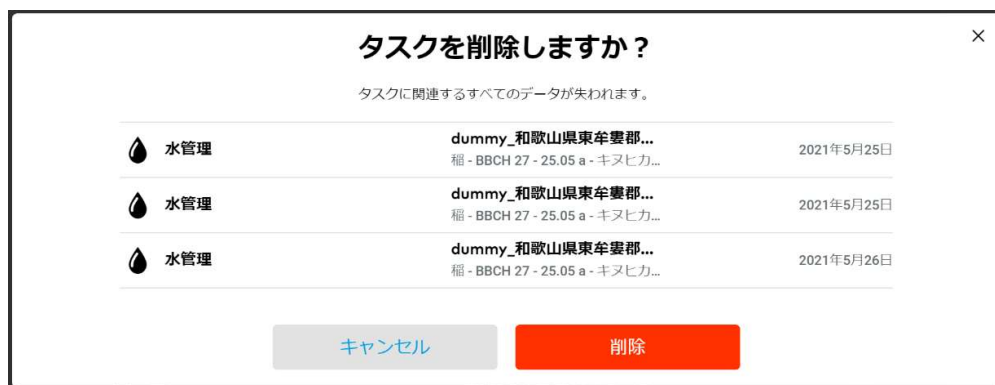 タスクを削除しますか？
タスクに関連するすべてのデータが失われます。
水管理
dummy_和歌山県東牟婁郡...
稲 - BBCH 27 - 25.05 a - キヌヒカ...
2021年5月25日
水管理
dummy_和歌山県東牟婁郡...
稲 - BBCH 27 - 25.05 a - キヌヒカ...
2021年5月25日
水管理
dummy_和歌山県東牟婁郡...
稲 - BBCH 27 - 25.05 a - キヌヒカ...
2021年5月26日
キャンセル
削除